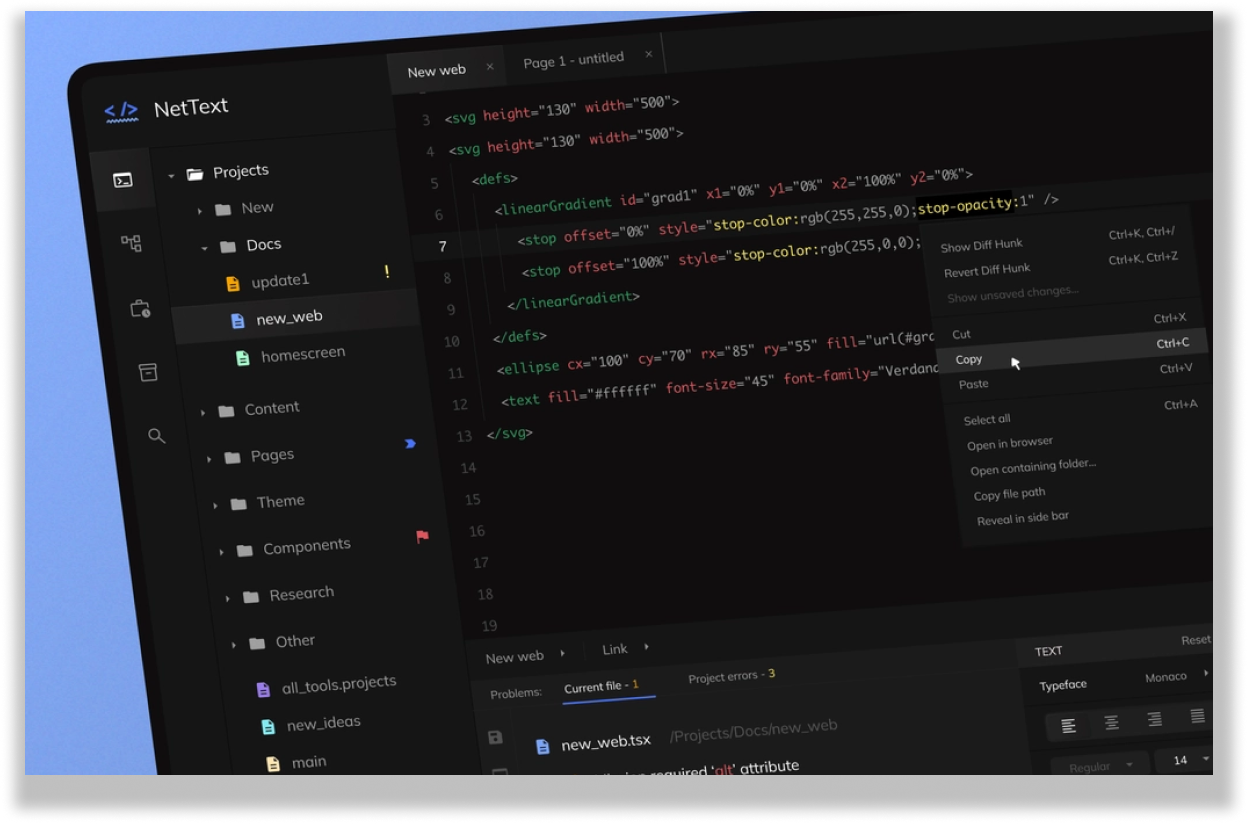 New web
Page 1 - untitled
</> NetText
Projects
New
Docs
update1 !
new_web
homescreen
Content
Pages
Theme
Components
Research
Other
all_tools.projects
new_ideas
main
3 <svg height="130" width="500">
4 <svg height="130" width="500">
5 <defs>
6 <linearGradient id="grad1" x1="0%" y1="0%" x2="100%" y2="0%">
7 <stop offset="0%" style="stop-color:rgb(255,255,0);stop-opacity:1" />
8 <stop offset="100%" style="stop-color:rgb(255,0,0);
9 </linearGradient>
10 </defs>
11 <ellipse cx="100" cy="70" rx="85" ry="55" fill="url(#gra
12 <text fill="#ffffff" font-size="45" font-family="Verdana
13 </svg>
14
15
16
17
18
19
Show Diff Hunk Ctrl+K, Ctrl+/
Revert Diff Hunk Ctrl+K, Ctrl+Z
Show unsaved changes...
Cut Ctrl+X
Copy Ctrl+C
Paste Ctrl+V
Select all Ctrl+A
Open in browser
Open containing folder...
Copy file path
Reveal in side bar
New web Link
Problems: Current file - 1 Project errors - 3
new_web.tsx /Projects/Docs/new_web
required 'alt' attribute
TEXT Reset
Typeface Monaco
Regular 14